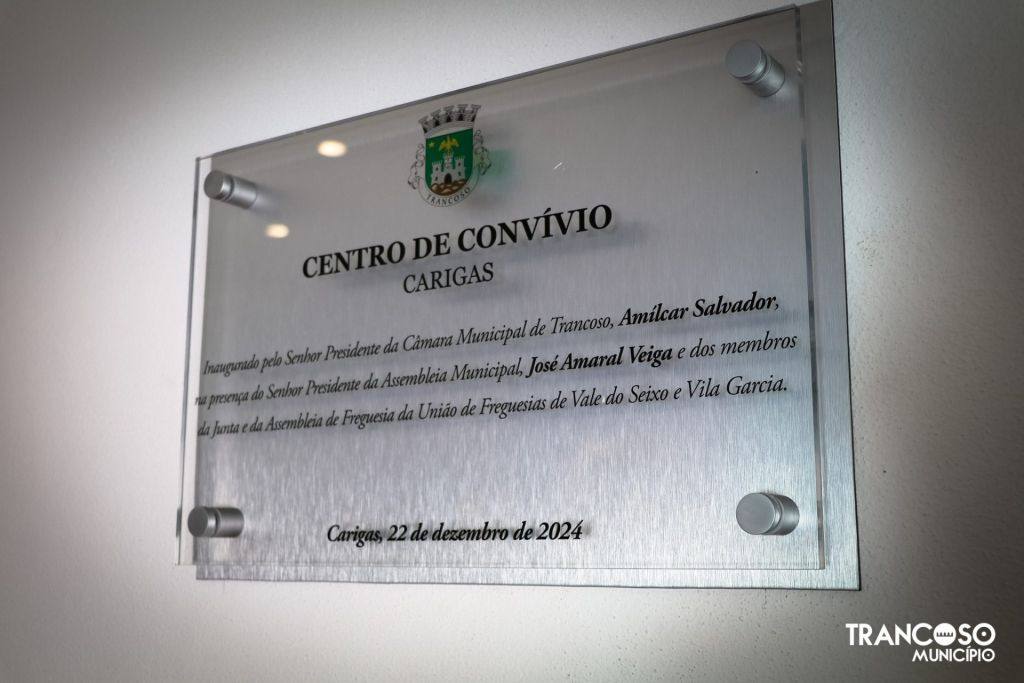 TRANCOSO
CENTRO DE CONVÍVIO
CARIGAS
Inaugurado pelo Senhor Presidente da Câmara Municipal de Trancoso, Amílcar Salvador,
na presença do Senhor Presidente da Assembleia Municipal, José Amaral Veiga e dos membros
da Junta e da Assembleia de Freguesia da União de Freguesias de Vale do Seixo e Vila Garcia.
Carigas, 22 de dezembro de 2024
TRANCOSO
MUNICÍPIO